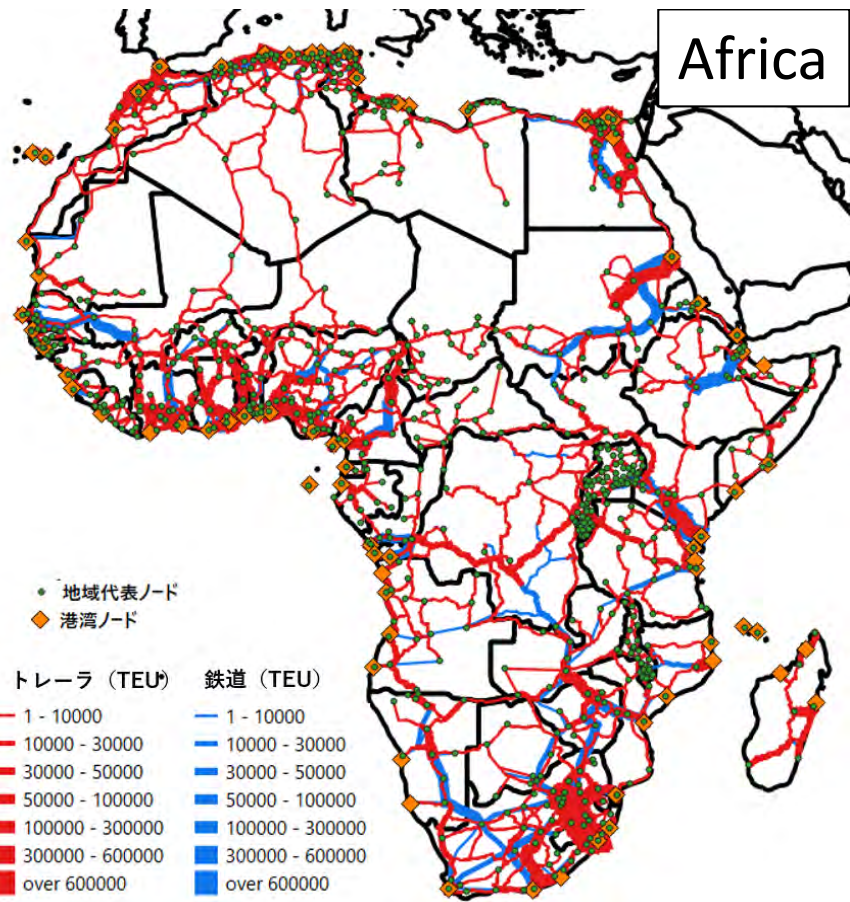 Africa
地域代表ノード
港湾ノード
トレーラ（TEU） 鉄道（TEU）
1 - 10000 1 - 10000
10000 - 30000 10000 - 30000
30000 - 50000 30000 - 50000
50000 - 100000 50000 - 100000
100000 - 300000 100000 - 300000
300000 - 600000 300000 - 600000
over 600000 over 600000